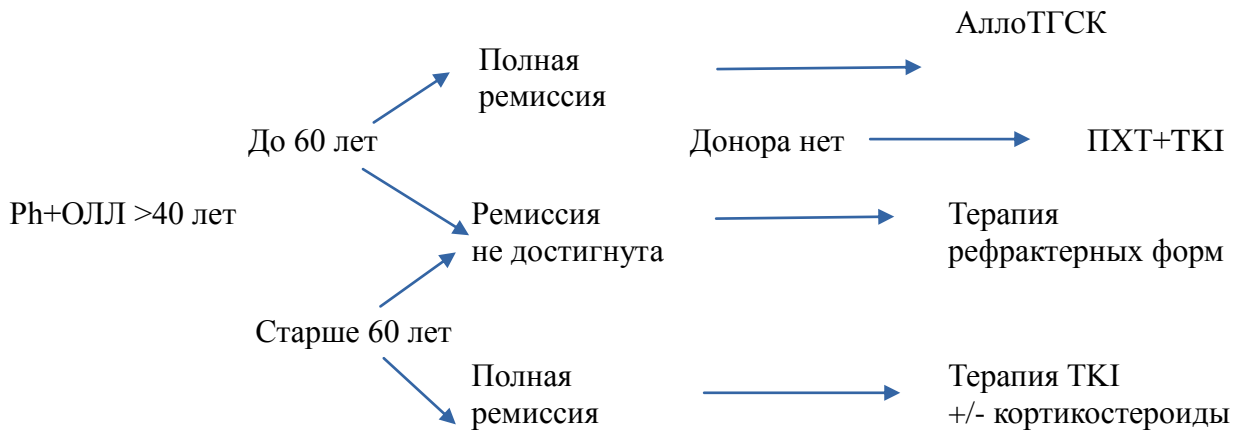 АллоТГСК
Полная
ремиссия
До 60 лет
Донора нет
ПХТ+TKI
Ph+ОЛЛ >40 лет
Ремиссия
не достигнута
Терапия
рефрактерных форм
Старше 60 лет
Полная
ремиссия
Терапия TKI
+/- кортикостероиды